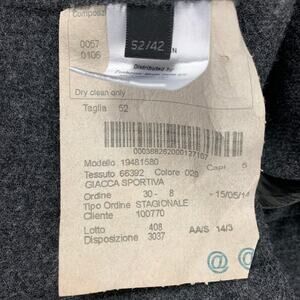 Composiz
52/42
N
0057
0106
Distributed by
Dry clean only
Taglia 52
00038826200012710
Modello 19481580 Capi 5
Tessuto 66392 Colore 029
GIACCA SPORTIVA
Ordine 30 - 8 - 15/05/14
Tipo Ordine STAGIONALE
Cliente 100770
Lotto 408 AA/S 14/3
Disposizione 3037
@ @